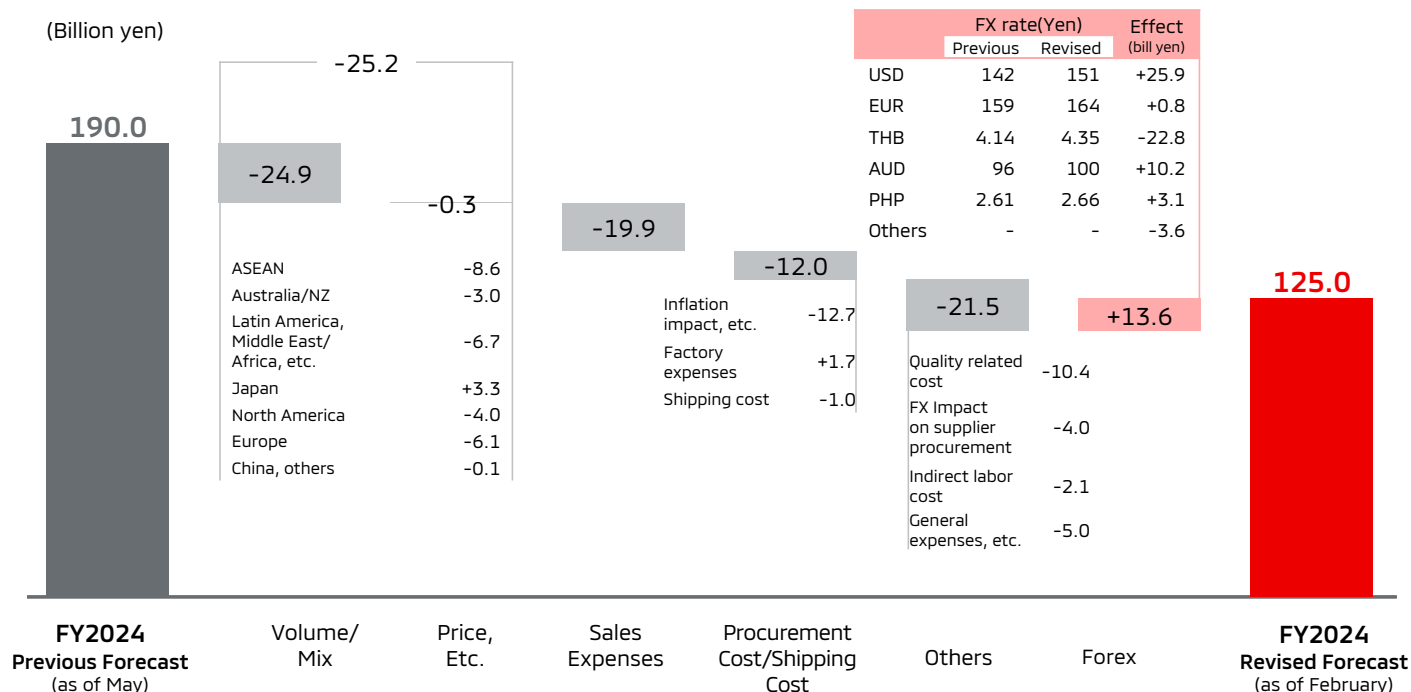 (Billion yen)
-25.2
190.0
-24.9
-0.3
ASEAN -8.6
Australia/NZ -3.0
Latin America,
Middle East/ -6.7
Africa, etc.
Japan +3.3
North America -4.0
Europe -6.1
China, others -0.1
-19.9
-12.0
Inflation
impact, etc. -12.7
Factory
expenses +1.7
Shipping cost -1.0
FX rate(Yen) Effect
Previous Revised (bill yen)
USD 142 151 +25.9
EUR 159 164 +0.8
THB 4.14 4.35 -22.8
AUD 96 100 +10.2
PHP 2.61 2.66 +3.1
Others - - -3.6
-21.5
Quality related
cost -10.4
FX Impact
on supplier -4.0
procurement
Indirect labor
cost -2.1
General
expenses, etc. -5.0
+13.6
125.0
FY2024
Previous Forecast
(as of May)
Volume/
Mix
Price,
Etc.
Sales
Expenses
Procurement
Cost/Shipping
Cost
Others
Forex
FY2024
Revised Forecast
(as of February)